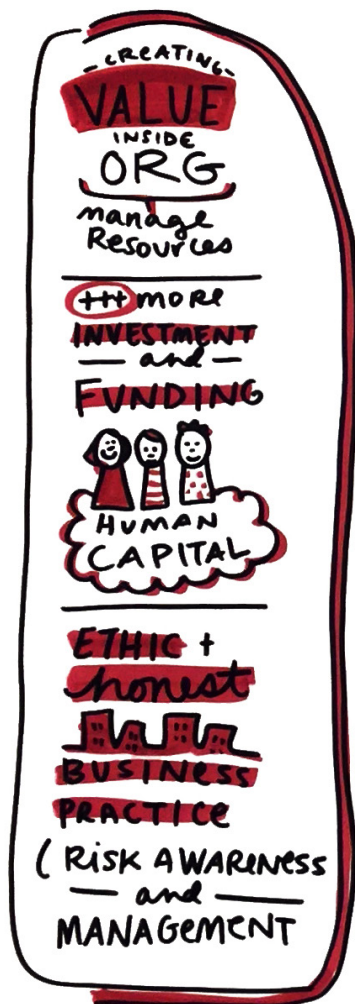 -CREATING-
VALUE
INSIDE
ORG
manage
Resources
+++ moRe
INVESTMENT
— and —
FUNDING
HUMAN
CAPITAL
ETHIC +
honest
BUSINESS
PRACTICE
( RISK AWARENESS
— and —
MANAGEMENT